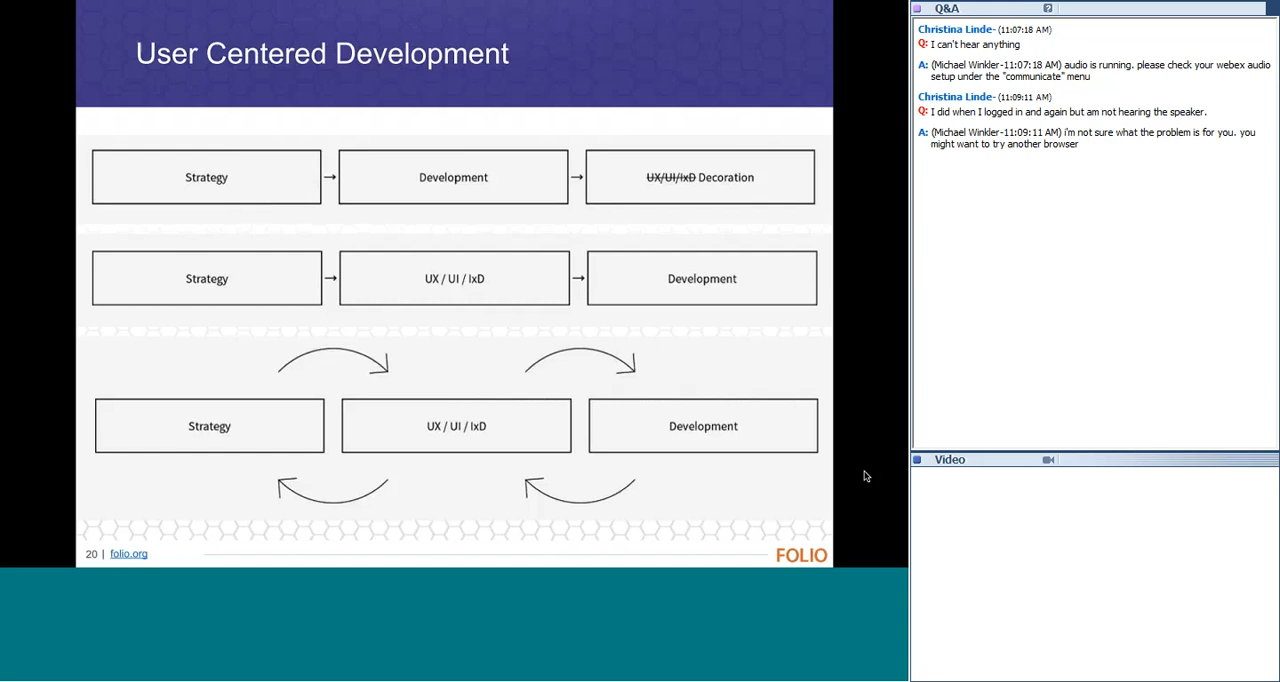 User Centered Development
Strategy → Development → ~~UX/UI/IxD~~ Decoration
Strategy → UX / UI / IxD → Development
Strategy UX / UI / IxD Development
20 | folio.org
FOLIO
Q&A
Christina Linde- (11:07:18 AM)
Q: I can't hear anything
A: (Michael Winkler-11:07:18 AM) audio is running. please check your webex audio
setup under the "communicate" menu
Christina Linde- (11:09:11 AM)
Q: I did when I logged in and again but am not hearing the speaker.
A: (Michael Winkler-11:09:11 AM) i'm not sure what the problem is for you. you
might want to try another browser
Video